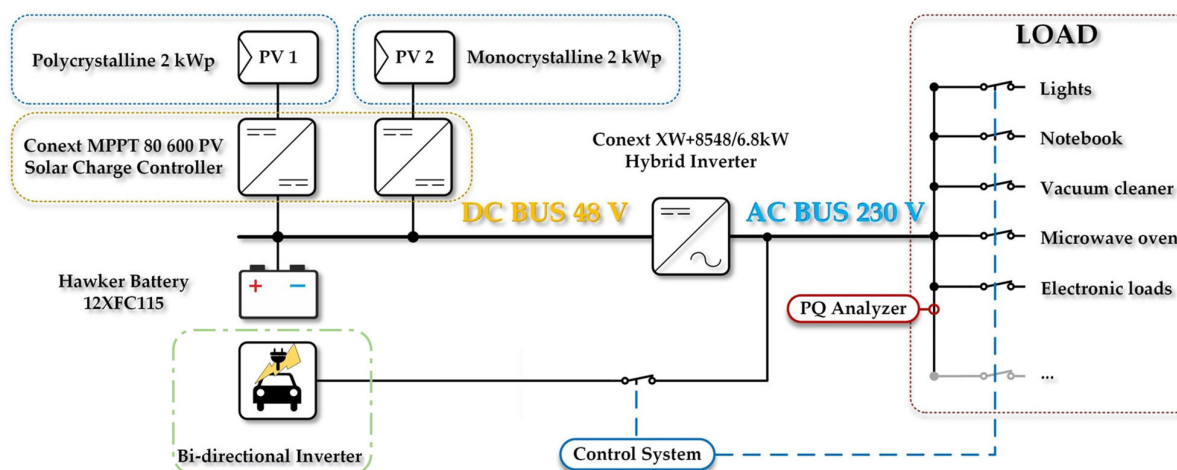 Polycrystalline 2 kWp
PV 1
PV 2
Monocrystalline 2 kWp
LOAD
Lights
Conext MPPT 80 600 PV
Solar Charge Controller
Conext XW+8548/6.8kW
Hybrid Inverter
Notebook
Vacuum cleaner
DC BUS 48 V
AC BUS 230 V
Microwave oven
Hawker Battery
12XFC115
+ −
Electronic loads
PQ Analyzer
...
Bi-directional Inverter
Control System